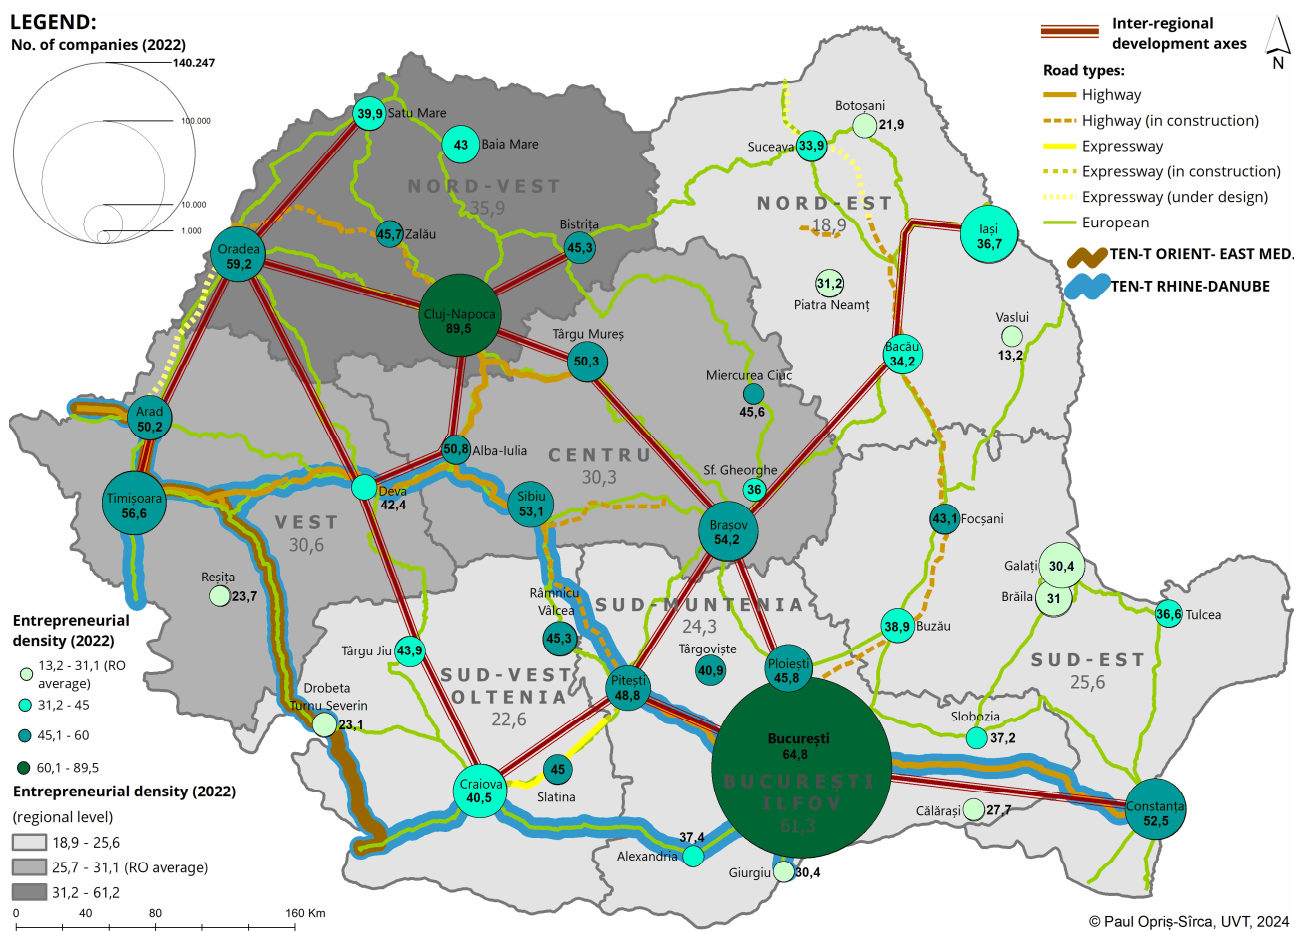 LEGEND:
No. of companies (2022)
140.247
100.000
10.000
1.000
Inter-regional
development axes
N
Road types:
Highway
Highway (in construction)
Expressway
Expressway (in construction)
Expressway (under design)
European
TEN-T ORIENT- EAST MED.
TEN-T RHINE-DANUBE
39,9 Satu Mare
43 Baia Mare
NORD-VEST
35,9
45,7 Zalău
Bistrița
45,3
Oradea
59,2
Cluj-Napoca
89,5
Botoșani
21,9
Suceava 33,9
NORD-EST
18,9
Iași
36,7
31,2
Piatra Neamț
Vaslui
13,2
Bacău
34,2
Târgu Mureș
50,3
Miercurea Ciuc
45,6
Arad
50,2
50,8 Alba-Iulia
CENTRU
30,3
Sf. Gheorghe
36
Timișoara
56,6
Deva
42,4
Sibiu
53,1
Brașov
54,2
VEST
30,6
43,1 Focșani
Reșița
23,7
Galați 30,4
Brăila 31
36,6 Tulcea
Râmnicu
Vâlcea
45,3
SUD-MUNTENIA
24,3
Târgoviște
40,9
38,9 Buzău
Târgu Jiu 43,9
Ploiești
45,8
SUD-EST
25,6
SUD-VEST
OLTENIA
22,6
Pitești
48,8
Drobeta
Turnu Severin
23,1
București
64,8
BUCUREȘTI
ILFOV
61,3
Slobozia
37,2
Craiova
40,5
45
Slatina
Călărași 27,7
Constanța
52,5
37,4
Alexandria
Giurgiu 30,4
Entrepreneurial
density (2022)
13,2 - 31,1 (RO
average)
31,2 - 45
45,1 - 60
60,1 - 89,5
Entrepreneurial density (2022)
(regional level)
18,9 - 25,6
25,7 - 31,1 (RO average)
31,2 - 61,2
0 40 80 160 Km
© Paul Opriș-Sîrca, UVT, 2024